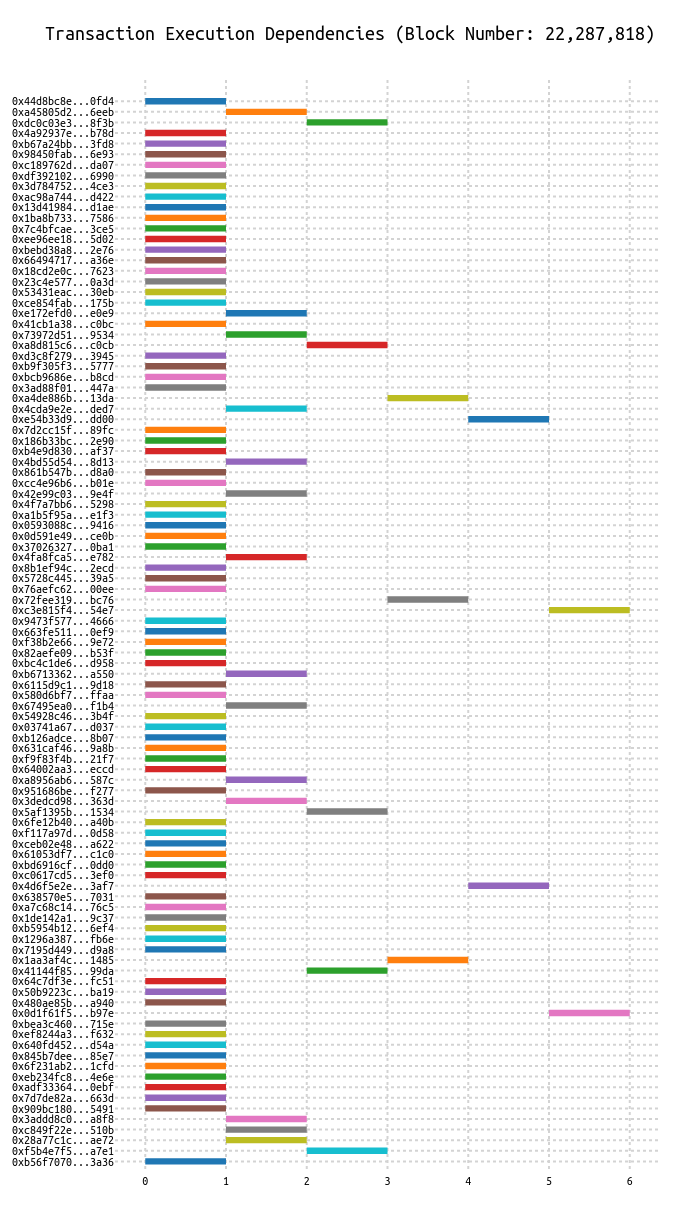 Transaction Execution Dependencies (Block Number: 22,287,818)
0x44d8bc8e...0fd4
0xa45805d2...6eeb
0xdc0c03e3...8f3b
0x4a92937e...b78d
0xb67a24bb...3fd8
0x98450fab...6e93
0xc189762d...da07
0xdf392102...6990
0x3d784752...4ce3
0xac98a744...d422
0x13d41984...d1ae
0x1ba8b733...7586
0x7c4bfcae...3ce5
0xee96ee18...5d02
0xbebd38a8...2e76
0x66494717...a36e
0x18cd2e0c...7623
0x23c4e577...0a3d
0x53431eac...30eb
0xce854fab...175b
0xe172efd0...e0e9
0x41cb1a38...c0bc
0x73972d51...9534
0xa8d815c6...c0cb
0xd3c8f279...3945
0xb9f305f3...5777
0xbcb9686e...b8cd
0x3ad88f01...447a
0xa4de886b...13da
0x4cda9e2e...ded7
0xe54b33d9...dd00
0x7d2cc15f...89fc
0x186b33bc...2e90
0xb4e9d830...af37
0x4bd55d54...8d13
0x861b547b...d8a0
0xcc4e96b6...b01e
0x42e99c03...9e4f
0x4f7a7bb6...5298
0xa1b5f95a...e1f3
0x0593088c...9416
0x0d591e49...ce0b
0x37026327...0ba1
0x4fa8fca5...e782
0x8b1ef94c...2ecd
0x5728c445...39a5
0x76aefc62...00ee
0x72fee319...bc76
0xc3e815f4...54e7
0x9473f577...4666
0x663fe511...0ef9
0xf38b2e66...9e72
0x82aefe09...b53f
0xbc4c1de6...d958
0xb6713362...a550
0x6115d9c1...9d18
0x580d6bf7...ffaa
0x67495ea0...f1b4
0x54928c46...3b4f
0x03741a67...d037
0xb126adce...8b07
0x631caf46...9a8b
0xf9f83f4b...21f7
0x64002aa3...eccd
0xa8956ab6...587c
0x951686be...f277
0x3dedcd98...363d
0x5af1395b...1534
0x6fe12b40...a40b
0xf117a97d...0d58
0xceb02e48...a622
0x61053df7...c1c0
0xbd6916cf...0dd0
0xc0617cd5...3ef0
0x4d6f5e2e...3af7
0x638570e5...7031
0xa7c68c14...76c5
0x1de142a1...9c37
0xb5954b12...6ef4
0x1296a387...fb6e
0x7195d449...d9a8
0x1aa3af4c...1485
0x41144f85...99da
0x64c7df3e...fc51
0x50b9223c...ba19
0x480ae85b...a940
0x0d1f61f5...b97e
0xbea3c460...715e
0xef8244a3...f632
0x640fd452...d54a
0x845b7dee...85e7
0x6f231ab2...1cfd
0xeb234fc8...4e6e
0xadf33364...0ebf
0x7d7de82a...663d
0x909bc180...5491
0x3addd8c0...a8f8
0xc849f22e...510b
0x28a77c1c...ae72
0xf5b4e7f5...a7e1
0xb56f7070...3a36
0 1 2 3 4 5 6